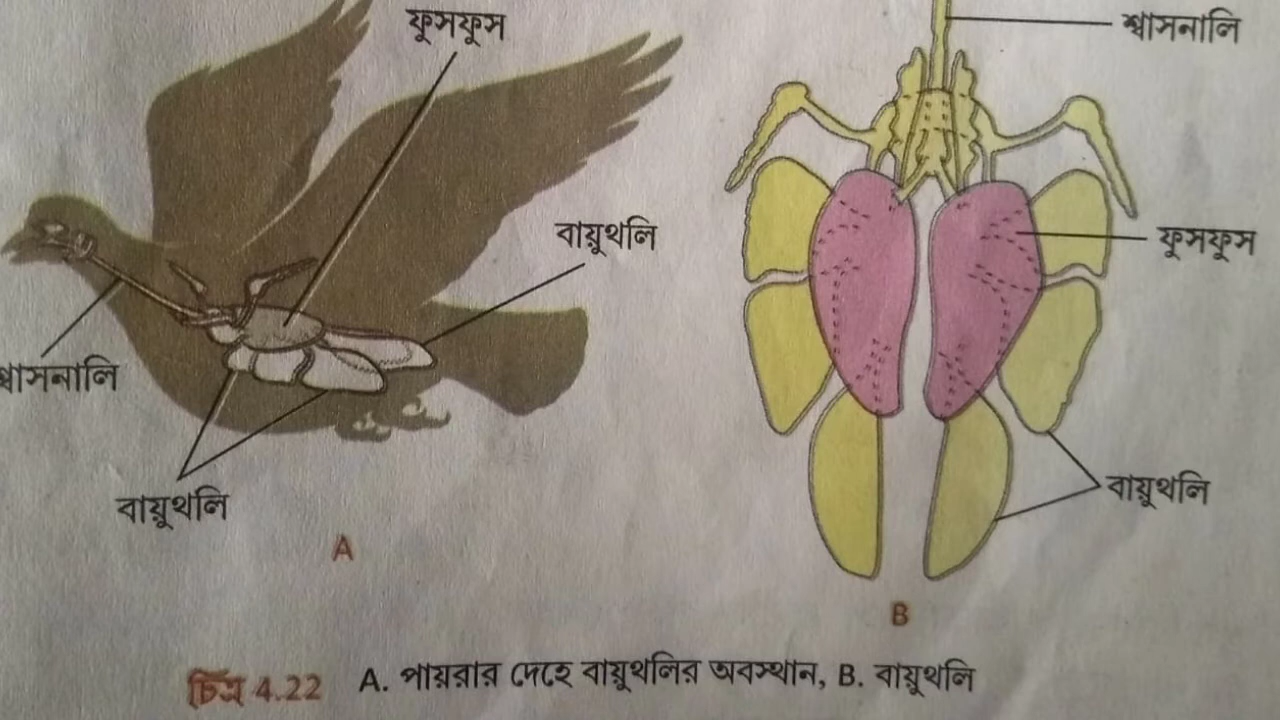 ফুসফুস
শ্বাসনালি
বায়ুথলি
ফুসফুস
শ্বাসনালি
বায়ুথলি
বায়ুথলি
A
B
চিত্র 4.22 A. পায়রার দেহে বায়ুথলির অবস্থান, B. বায়ুথলি